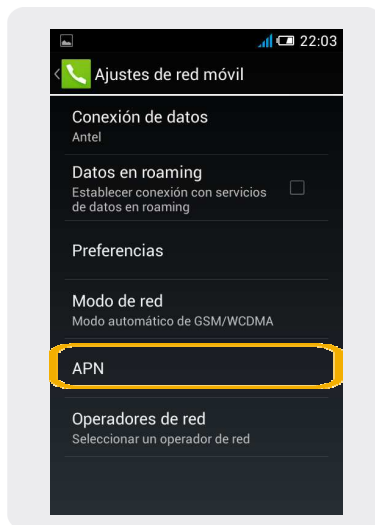 22:03
Ajustes de red móvil
Conexión de datos
Antel
Datos en roaming
Establecer conexión con servicios
de datos en roaming
Preferencias
Modo de red
Modo automático de GSM/WCDMA
APN
Operadores de red
Seleccionar un operador de red